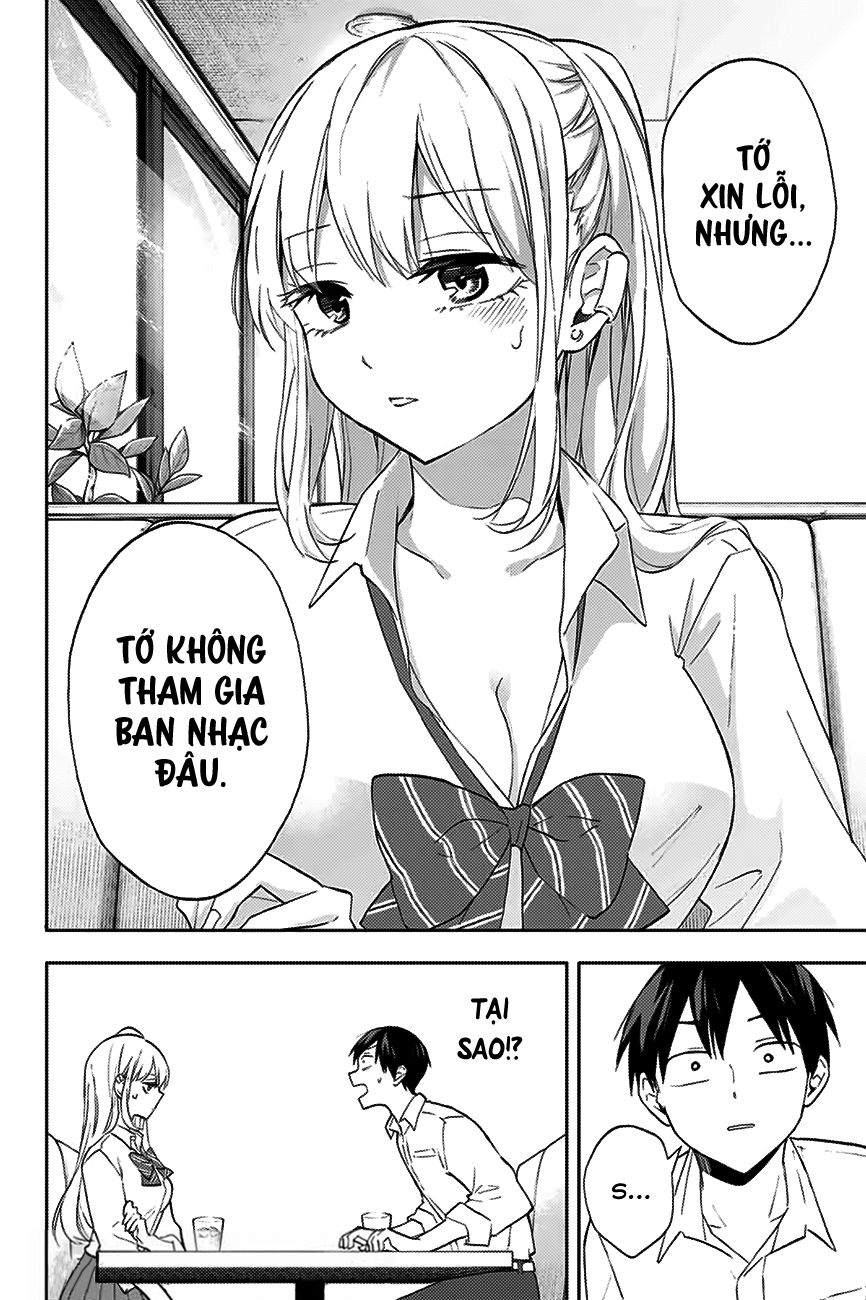 TỚ
XIN LỖI,
NHƯNG...
TỚ KHÔNG
THAM GIA
BAN NHẠC
ĐÂU.
S...
TẠI
SAO!?